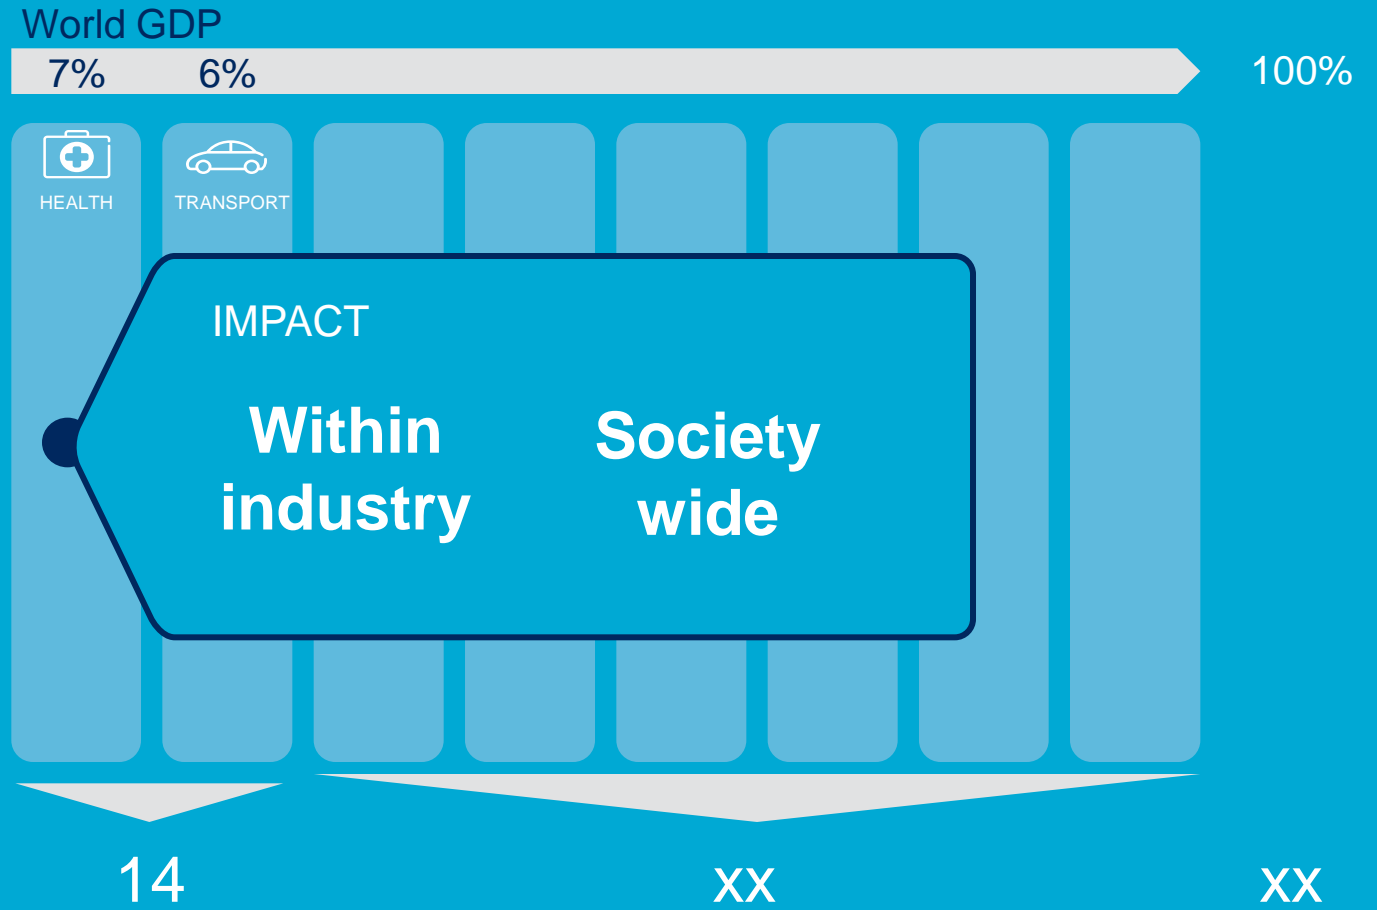 World GDP
7% 6% 100%
HEALTH TRANSPORT
IMPACT
Within
industry
Society
wide
14 xx xx